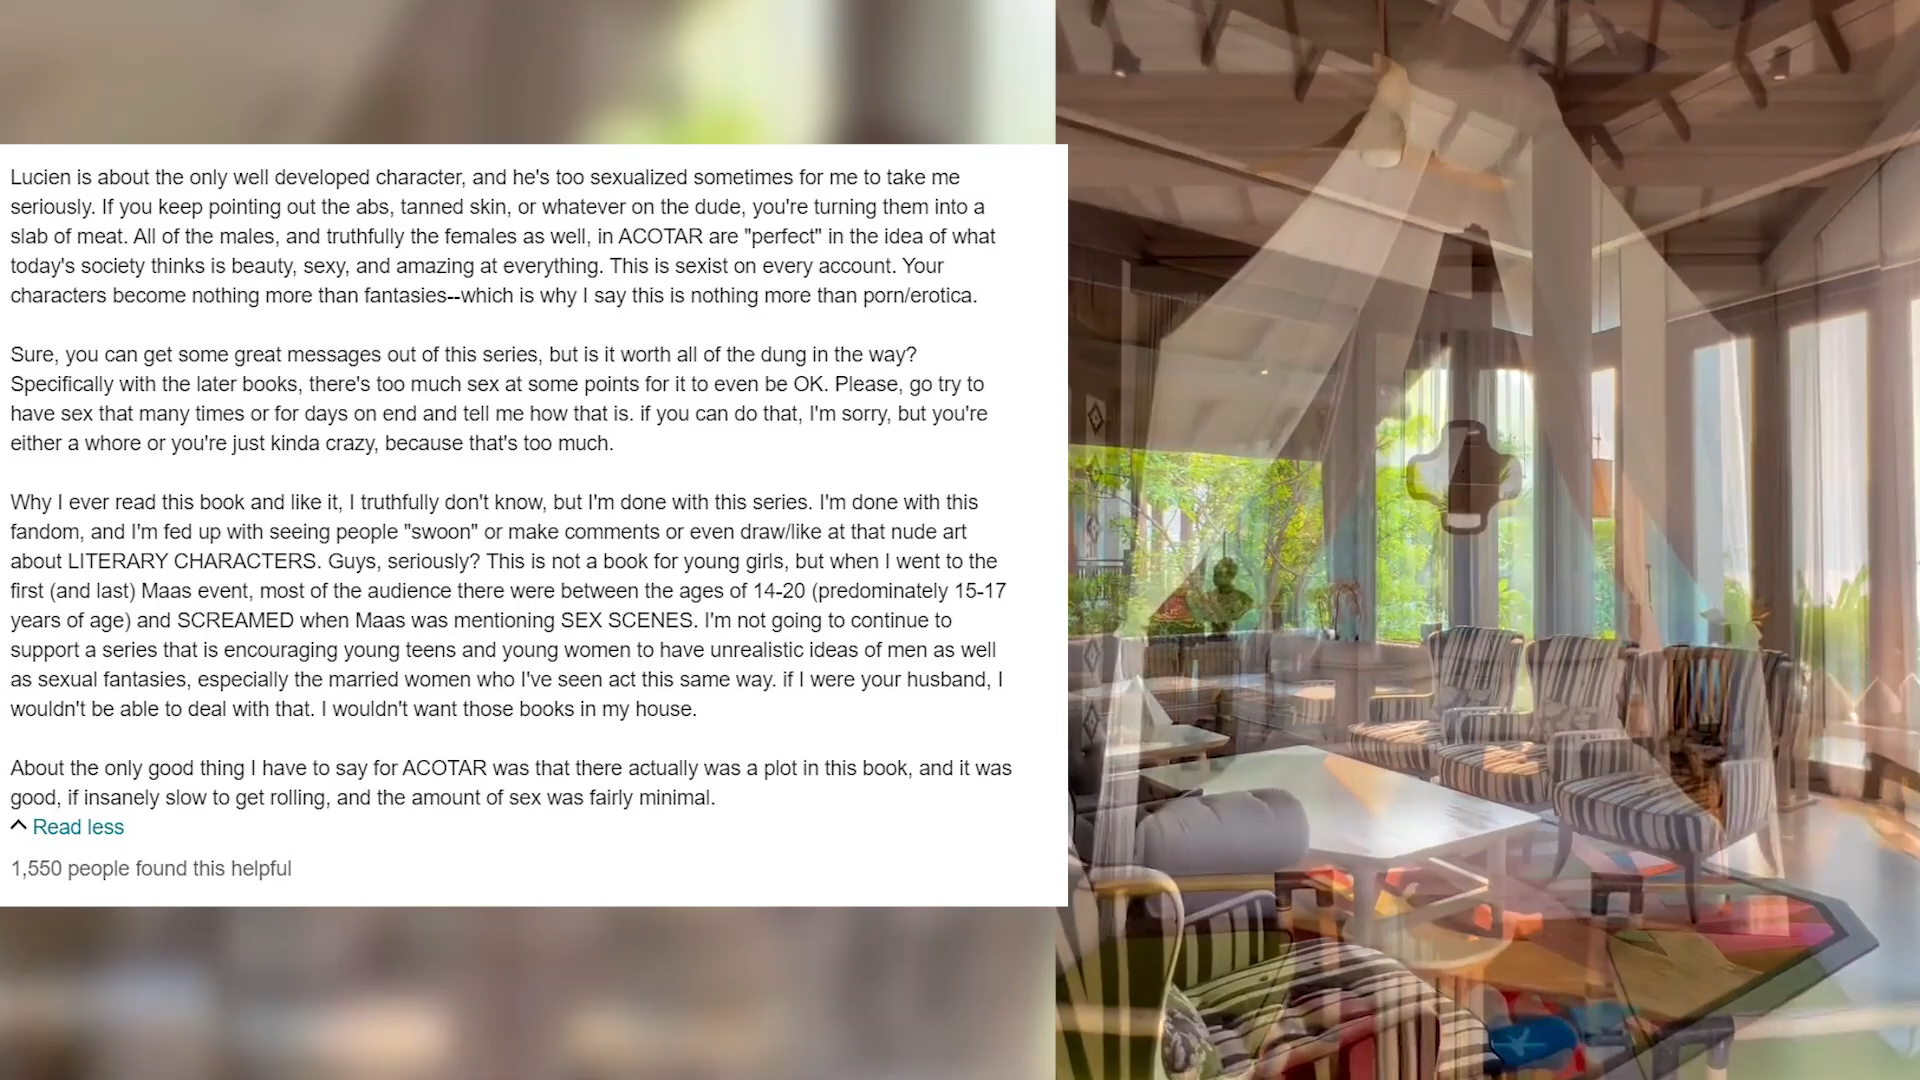 Lucien is about the only well developed character, and he's too sexualized sometimes for me to take me
seriously. If you keep pointing out the abs, tanned skin, or whatever on the dude, you're turning them into a
slab of meat. All of the males, and truthfully the females as well, in ACOTAR are "perfect" in the idea of what
today's society thinks is beauty, sexy, and amazing at everything. This is sexist on every account. Your
characters become nothing more than fantasies--which is why I say this is nothing more than porn/erotica.
Sure, you can get some great messages out of this series, but is it worth all of the dung in the way?
Specifically with the later books, there's too much sex at some points for it to even be OK. Please, go try to
have sex that many times or for days on end and tell me how that is. if you can do that, I'm sorry, but you're
either a whore or you're just kinda crazy, because that's too much.
Why I ever read this book and like it, I truthfully don't know, but I'm done with this series. I'm done with this
fandom, and I'm fed up with seeing people "swoon" or make comments or even draw/like at that nude art
about LITERARY CHARACTERS. Guys, seriously? This is not a book for young girls, but when I went to the
first (and last) Maas event, most of the audience there were between the ages of 14-20 (predominately 15-17
years of age) and SCREAMED when Maas was mentioning SEX SCENES. I'm not going to continue to
support a series that is encouraging young teens and young women to have unrealistic ideas of men as well
as sexual fantasies, especially the married women who I've seen act this same way. if I were your husband, I
wouldn't be able to deal with that. I wouldn't want those books in my house.
About the only good thing I have to say for ACOTAR was that there actually was a plot in this book, and it was
good, if insanely slow to get rolling, and the amount of sex was fairly minimal.
Read less
1,550 people found this helpful